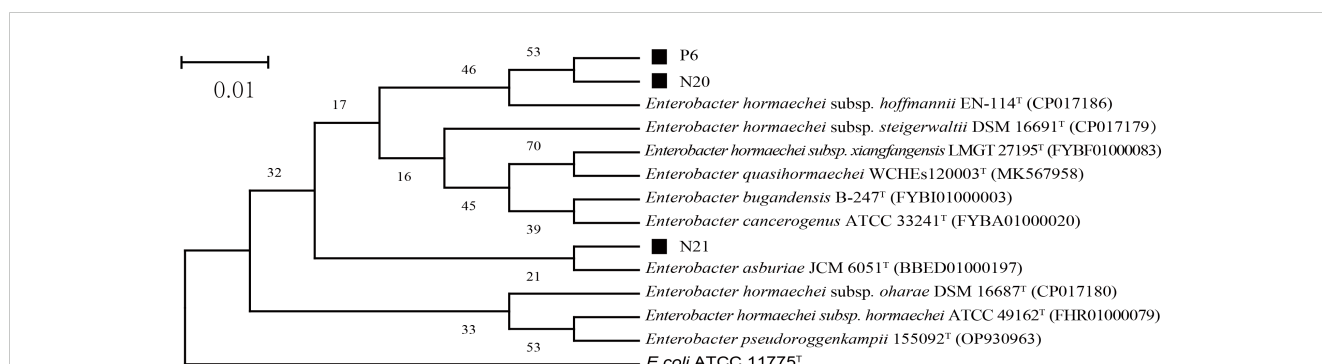 53
P6
46
N20
0.01
17
Enterobacter hormaechei subsp. hoffmannii EN-114ᵀ (CP017186)
Enterobacter hormaechei subsp. steigerwaltii DSM 16691ᵀ (CP017179)
70
Enterobacter hormaechei subsp. xiangfangensis LMGT 27195ᵀ (FYBF01000083)
32
16
Enterobacter quasihormaechei WCHEs120003ᵀ (MK567958)
45
Enterobacter bugandensis B-247ᵀ (FYBI01000003)
Enterobacter cancerogenus ATCC 33241ᵀ (FYBA01000020)
39
N21
Enterobacter asburiae JCM 6051ᵀ (BBED01000197)
21
Enterobacter hormaechei subsp. oharae DSM 16687ᵀ (CP017180)
Enterobacter hormaechei subsp. hormaechei ATCC 49162ᵀ (FHR01000079)
33
Enterobacter pseudoroggenkampii 155092ᵀ (OP930963)
53
E.coli ATCC 11775ᵀ